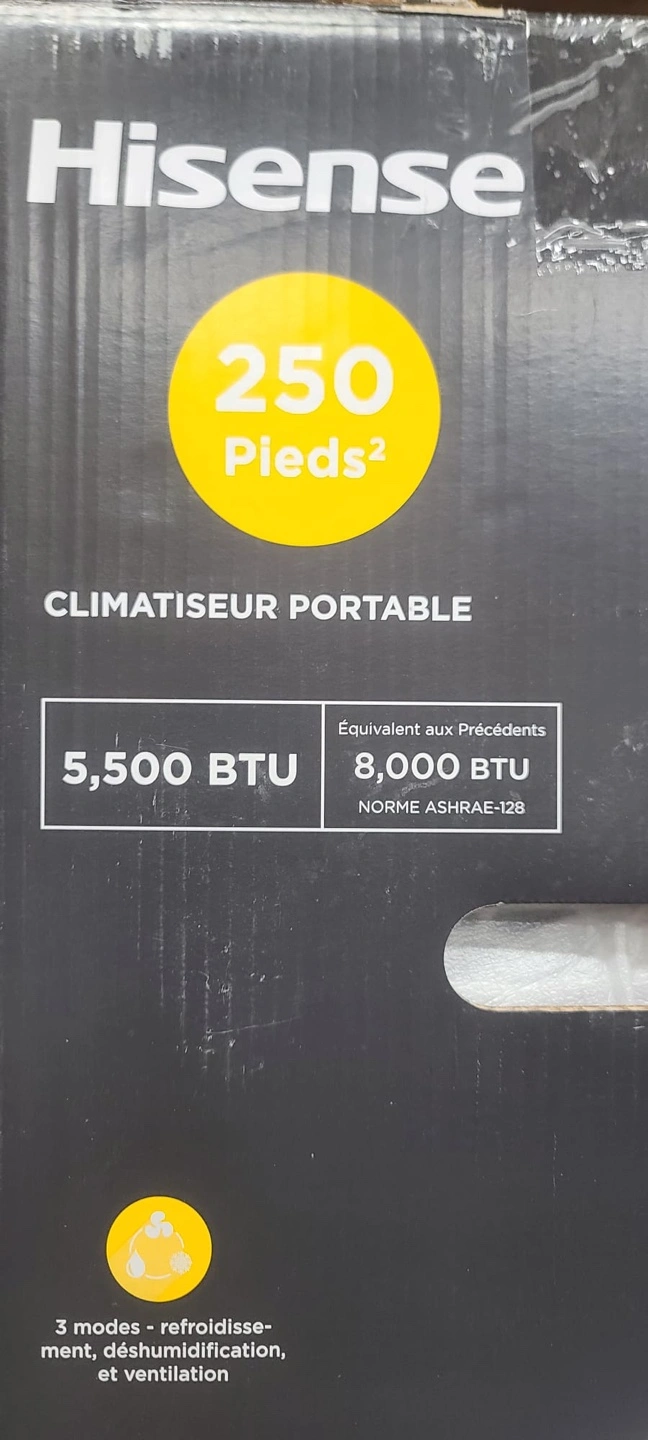 Hisense
250
Pieds²
CLIMATISEUR PORTABLE
5,500 BTU
Équivalent aux Précédents
8,000 BTU
NORME ASHRAE-128
3 modes - refroidisse-
ment, déshumidification,
et ventilation